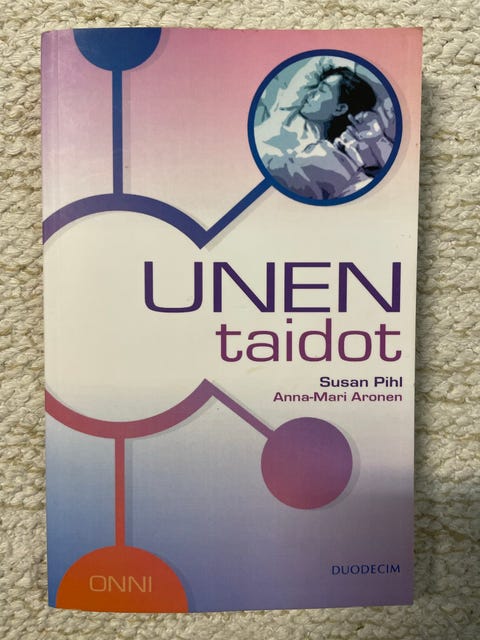 UNEN
taidot
Susan Pihl
Anna-Mari Aronen
DUODECIM
ONNI